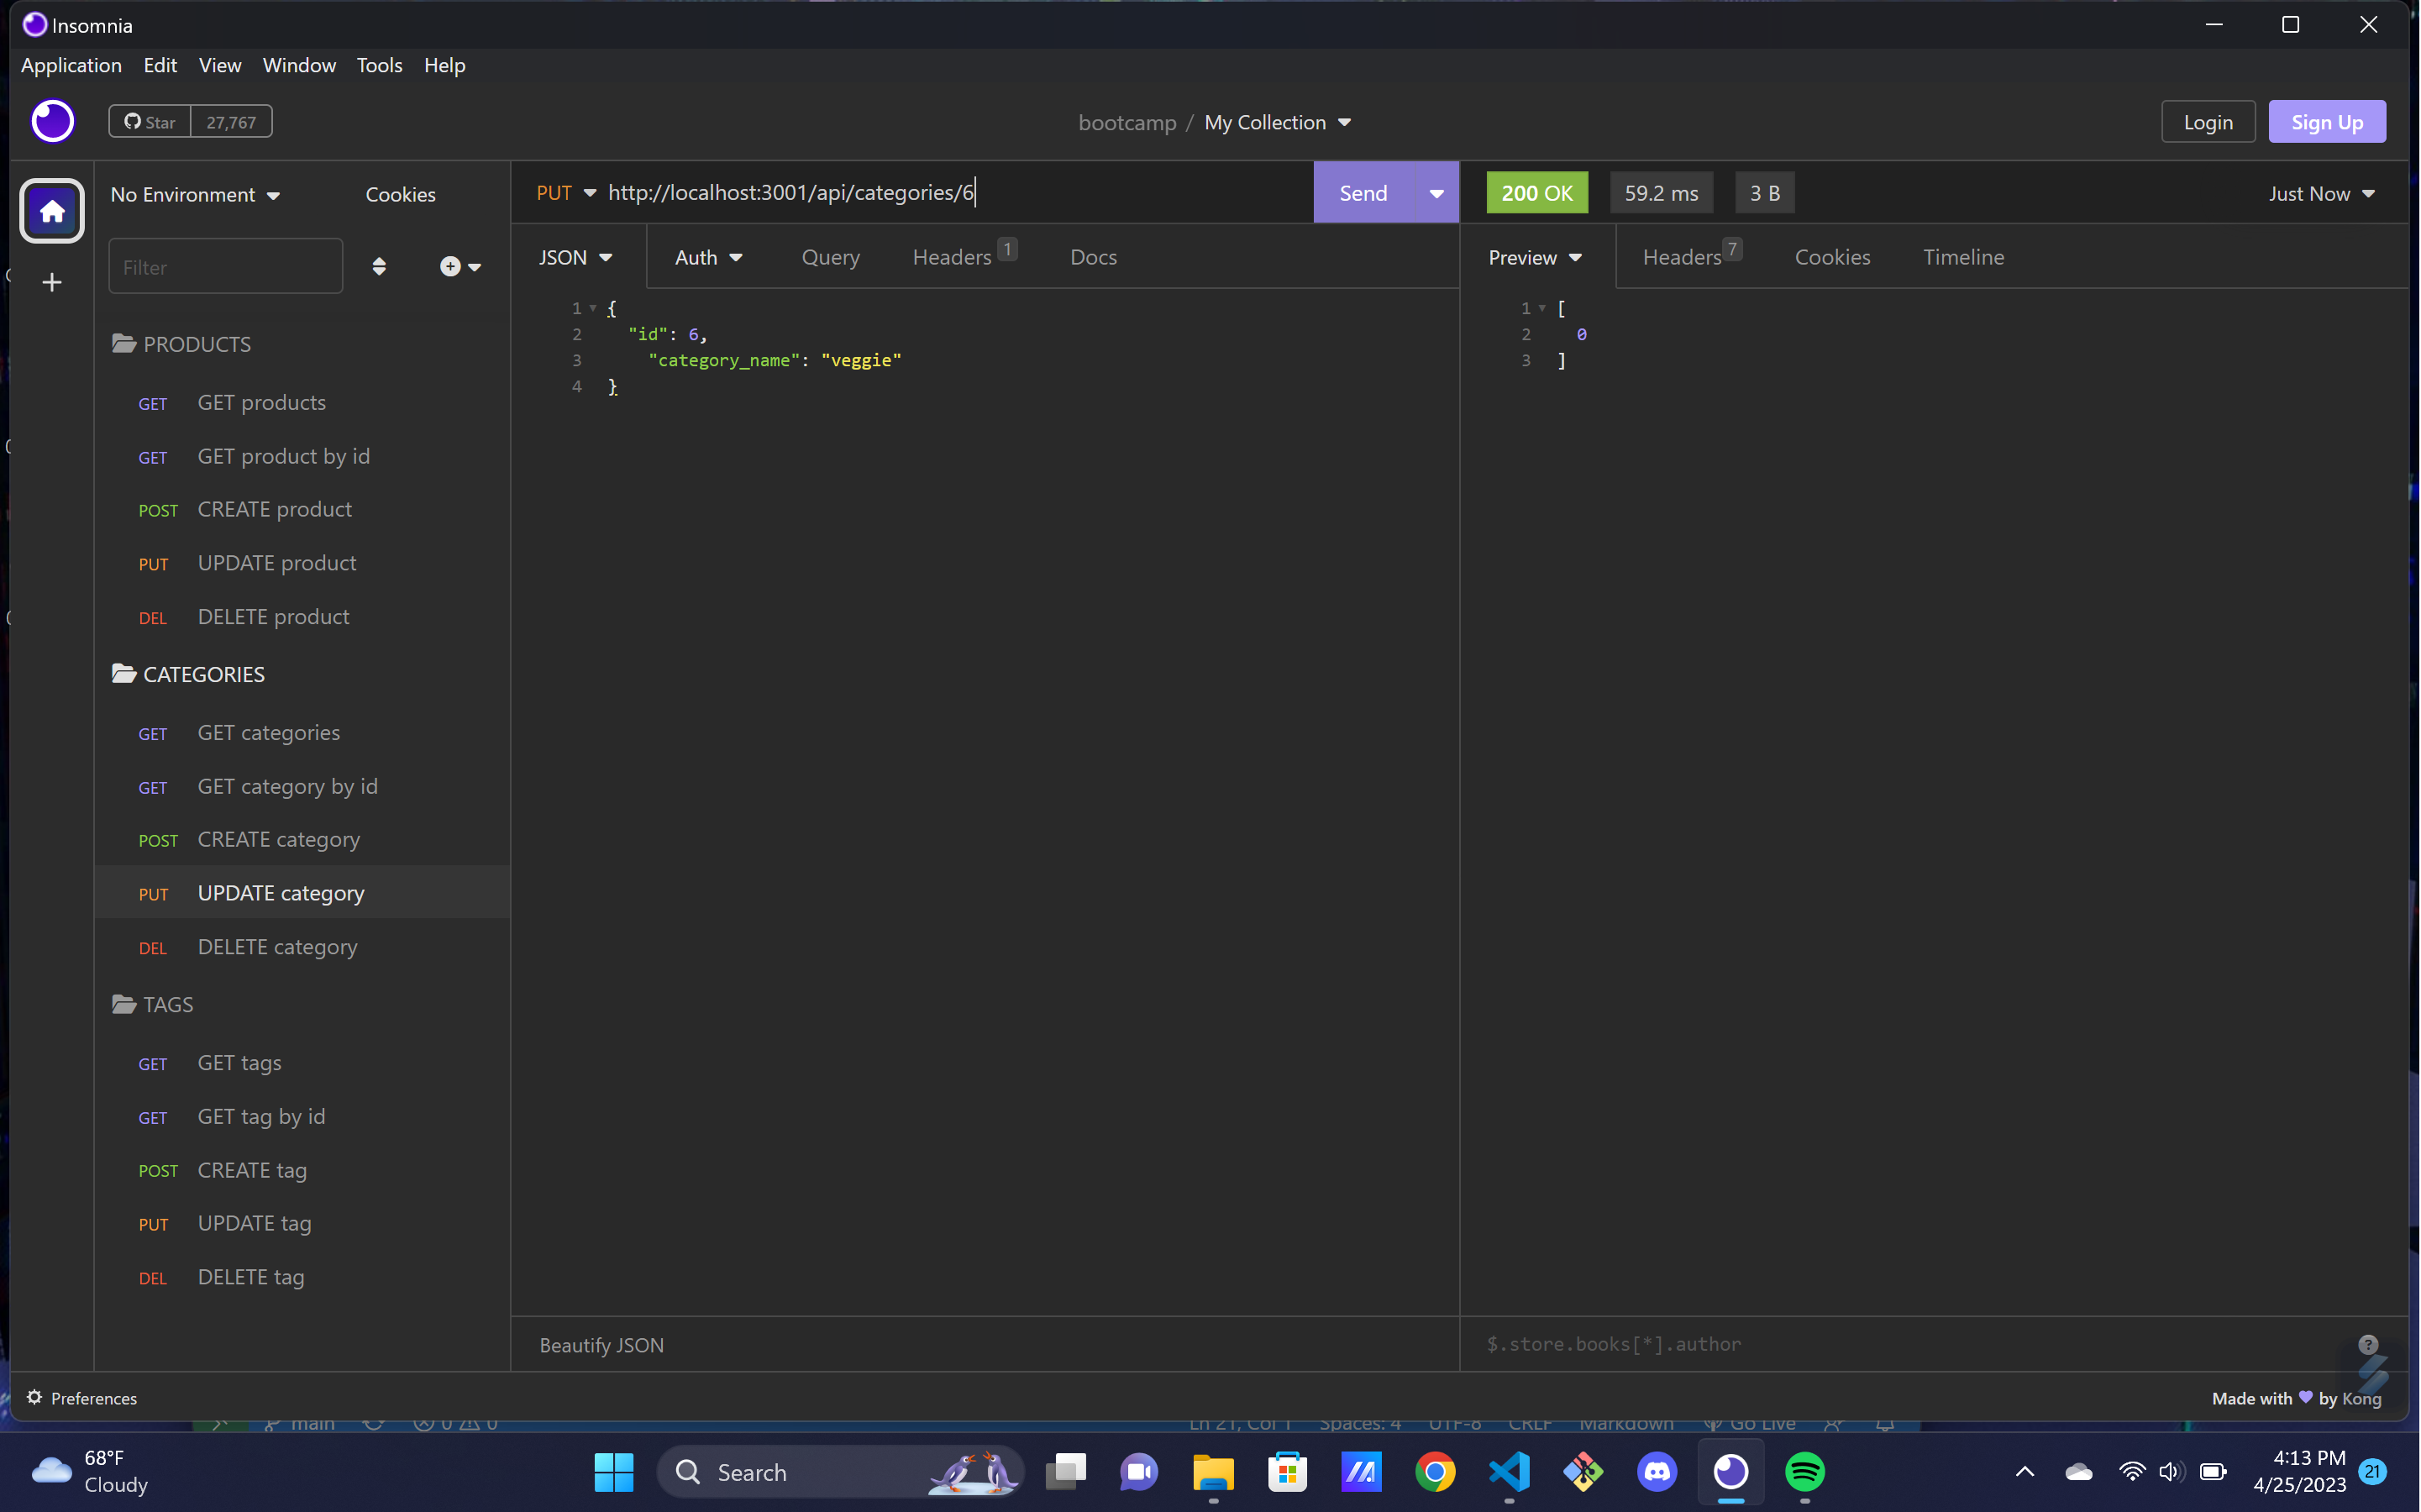 Insomnia
Application Edit View Window Tools Help
Star 27,767
bootcamp / My Collection
Login Sign Up
No Environment Cookies
Filter
PRODUCTS
GET GET products
GET GET product by id
POST CREATE product
PUT UPDATE product
DEL DELETE product
CATEGORIES
GET GET categories
GET GET category by id
POST CREATE category
PUT UPDATE category
DEL DELETE category
TAGS
GET GET tags
GET GET tag by id
POST CREATE tag
PUT UPDATE tag
DEL DELETE tag
PUT http://localhost:3001/api/categories/6 Send
JSON Auth Query Headers 1 Docs
1 {
2 "id": 6,
3 "category_name": "veggie"
4 }
Beautify JSON
200 OK 59.2 ms 3 B Just Now
Preview Headers 7 Cookies Timeline
1 [
2 0
3 ]
$.store.books[*].author
Preferences
Made with by Kong
main 0 0 Ln 21, Col 1 Spaces: 4 UTF-8 CRLF Markdown Go Live
68°F
Cloudy
Search
4:13 PM
4/25/2023
21